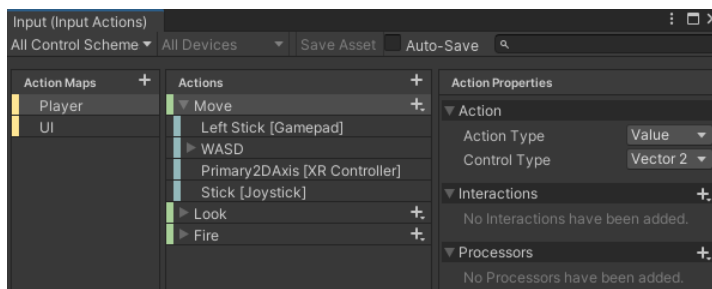 Input (Input Actions)
All Control Scheme All Devices Save Asset Auto-Save
Action Maps
Player
UI
Actions
Move
Left Stick [Gamepad]
WASD
Primary2DAxis [XR Controller]
Stick [Joystick]
Look
Fire
Action Properties
Action
Action Type Value
Control Type Vector 2
Interactions
No Interactions have been added.
Processors
No Processors have been added.